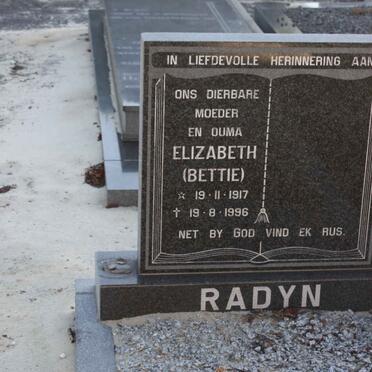 IN LIEFDEVOLLE HERINNERING AAN
ONS DIERBARE
MOEDER
EN OUMA
ELIZABETH
(BETTIE)
☆ 19·11·1917
† 19·8·1996
NET BY GOD VIND EK RUS.
RADYN